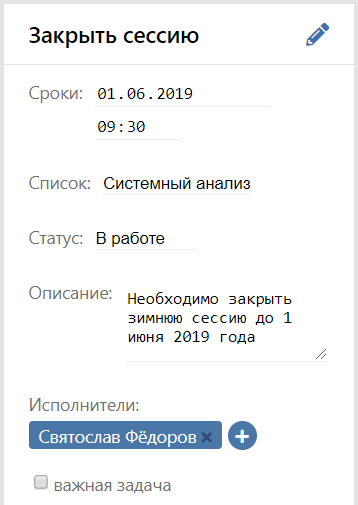 Закрыть сессию
Сроки: 01.06.2019
09:30
Список: Системный анализ
Статус: В работе
Описание: Необходимо закрыть
зимнюю сессию до 1
июня 2019 года
Исполнители:
Святослав Фёдоров × +
важная задача